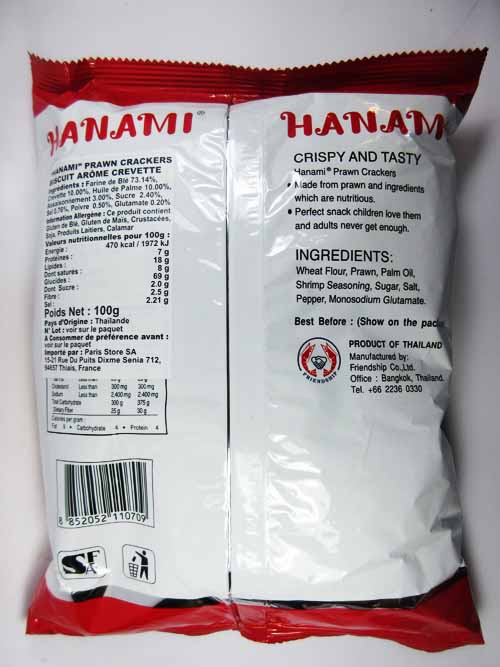 HANAMI®
HANAMI™ PRAWN CRACKERS
BISCUIT ARÔME CREVETTE
Ingrédients : Farine de Blé 73.14%,
Crevette 10.00%, Huile de Palme 10.00%,
Assaisonnement 3.00%, Sucre 2.40%,
Sel 0.76%, Poivre 0.50%, Glutamate 0.20%
Information Allergène : Ce produit contient
Gluten de Blé, Gluten de Maïs, Crustacées,
Soja, Produits Laitiers, Calamar
Valeurs nutritionnelles pour 100g :
Energie : 470 kcal / 1972 kJ
Proteines : 7 g
Lipides : 18 g
Dont saturés : 8 g
Glucides : 69 g
Dont Sucre : 2.0 g
Fibre : 2.5 g
Sel : 2.21 g
Poids Net : 100g
Pays d'Origine : Thailande
N° Lot : voir sur le paquet
A Consommer de préférence avant :
voir sur le paquet
Importé par : Paris Store SA
15-21 Rue Du Puits Dixme Senia 712,
94657 Thiais, France
Cholesterol Less than 300 mg 300 mg
Sodium Less than 2,400 mg 2,400 mg
Total Carbohydrate 300 g 375 g
Dietary Fiber 25 g 30 g
Calories per gram :
Fat 9 • Carbohydrate 4 • Protein 4
8 852052 110709
SFA
HANAM
CRISPY AND TASTY
Hanami® Prawn Crackers
• Made from prawn and ingredients
which are nutritious.
• Perfect snack children love them
and adults never get enough.
INGREDIENTS:
Wheat Flour, Prawn, Palm Oil,
Shrimp Seasoning, Sugar, Salt,
Pepper, Monosodium Glutamate.
Best Before : (Show on the pack
PRODUCT OF THAILAND
Manufactured by:
Friendship Co.,Ltd.
Office : Bangkok, Thailand.
Tel. +66 2236 0330
FRIENDSHIP